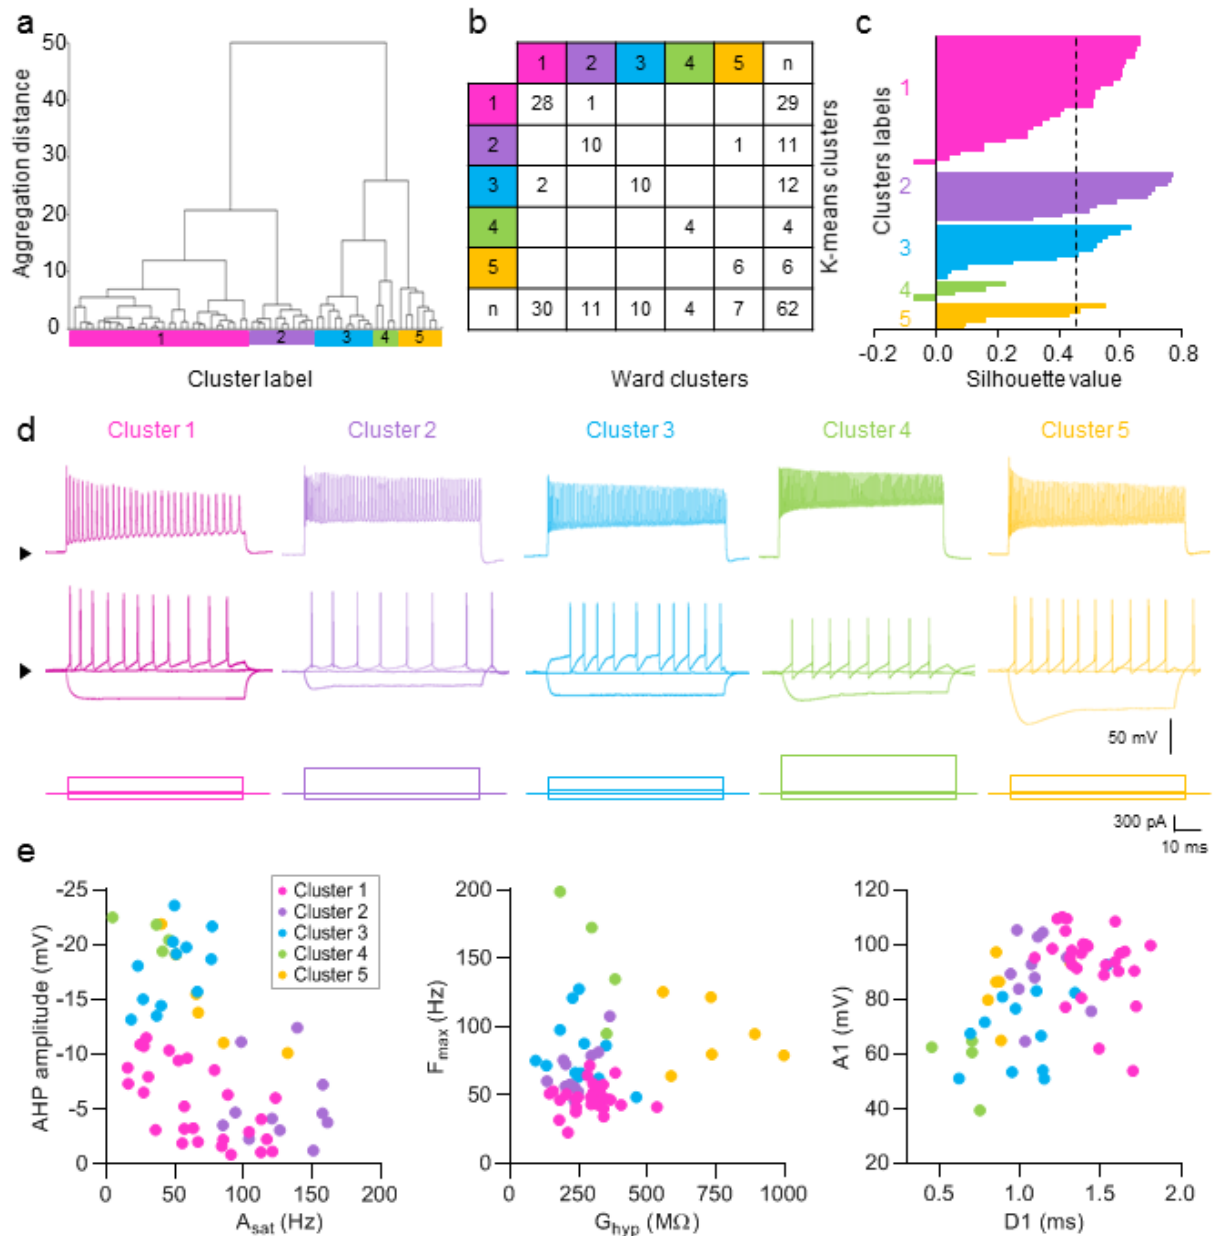 a
50
40
30
20
10
0
Aggregation distance
1 2 3 4 5
Cluster label
b
1 2 3 4 5 n
1 28 1 29
2 10 1 11
3 2 10 12
4 4 4
5 6 6
n 30 11 10 4 7 62
K-means clusters
Ward clusters
c
Clusters labels
1
2
3
4
5
-0.2 0.0 0.2 0.4 0.6 0.8
Silhouette value
d
Cluster 1 Cluster 2 Cluster 3 Cluster 4 Cluster 5
50 mV
300 pA
10 ms
e
AHP amplitude (mV)
-25
-20
-15
-10
-5
0
0 50 100 150 200
A_sat (Hz)
Cluster 1
Cluster 2
Cluster 3
Cluster 4
Cluster 5
F_max (Hz)
200
150
100
50
0
0 250 500 750 1000
G_hyp (MΩ)
A1 (mV)
120
100
80
60
40
20
0.5 1.0 1.5 2.0
D1 (ms)